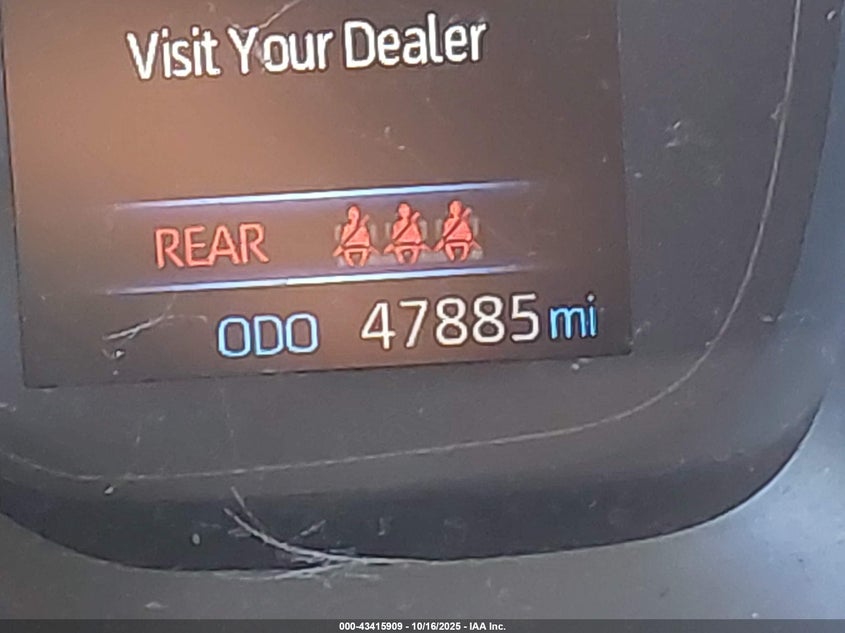 Visit Your Dealer
REAR
ODO 47885 mi
000-43415909 - 10/16/2025 - IAA Inc.